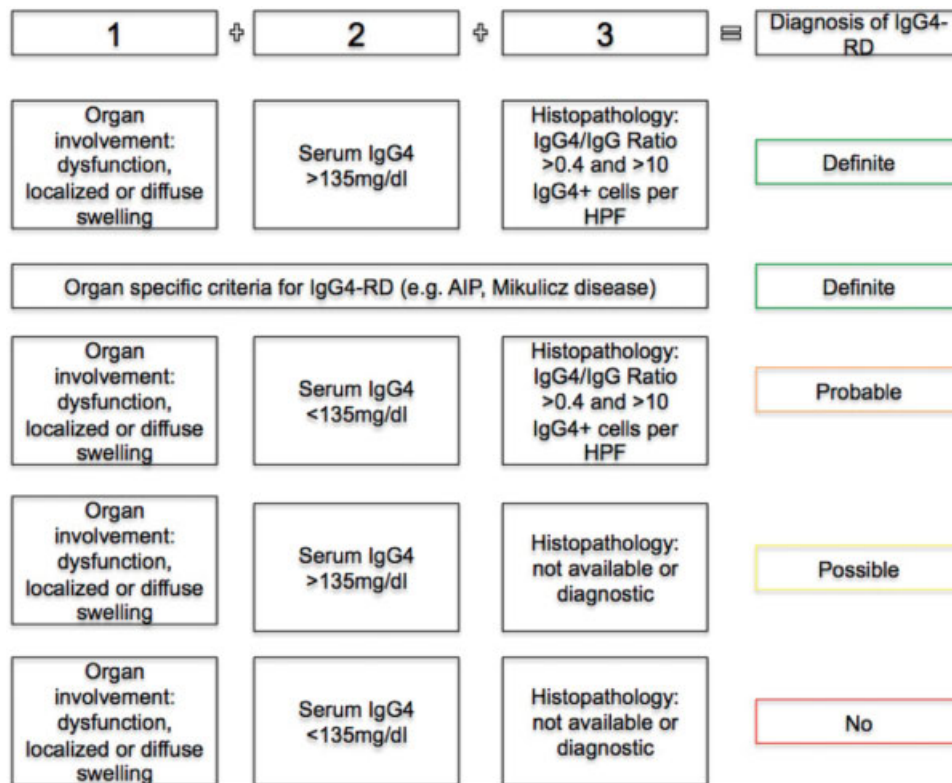 1 + 2 + 3 = Diagnosis of IgG4-
RD
Organ
involvement:
dysfunction,
localized or diffuse
swelling
Serum IgG4
>135mg/dl
Histopathology:
IgG4/IgG Ratio
>0.4 and >10
IgG4+ cells per
HPF
Definite
Organ specific criteria for IgG4-RD (e.g. AIP, Mikulicz disease)
Definite
Organ
involvement:
dysfunction,
localized or diffuse
swelling
Serum IgG4
<135mg/dl
Histopathology:
IgG4/IgG Ratio
>0.4 and >10
IgG4+ cells per
HPF
Probable
Organ
involvement:
dysfunction,
localized or diffuse
swelling
Serum IgG4
>135mg/dl
Histopathology:
not available or
diagnostic
Possible
Organ
involvement:
dysfunction,
localized or diffuse
swelling
Serum IgG4
<135mg/dl
Histopathology:
not available or
diagnostic
No